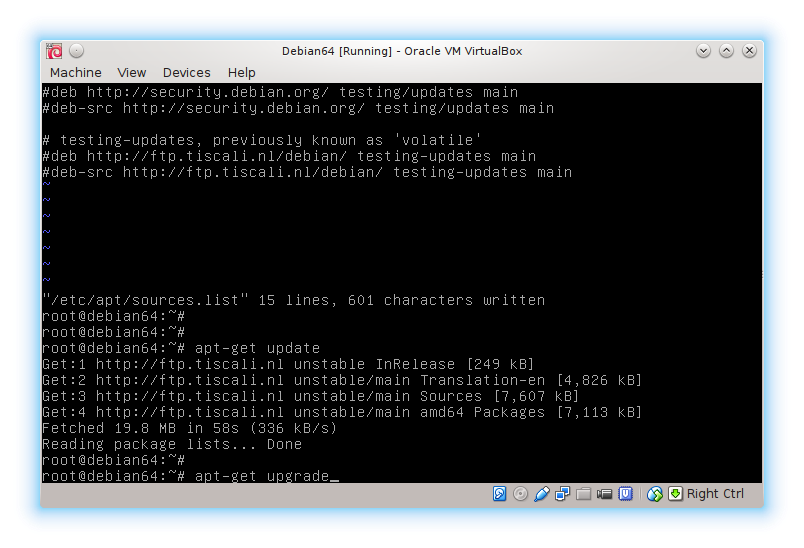 Debian64 [Running] - Oracle VM VirtualBox
Machine View Devices Help
#deb http://security.debian.org/ testing/updates main
#deb-src http://security.debian.org/ testing/updates main
# testing-updates, previously known as 'volatile'
#deb http://ftp.tiscali.nl/debian/ testing-updates main
#deb-src http://ftp.tiscali.nl/debian/ testing-updates main
~
~
~
~
~
~
~
"/etc/apt/sources.list" 15 lines, 601 characters written
root@debian64:~#
root@debian64:~#
root@debian64:~# apt-get update
Get:1 http://ftp.tiscali.nl unstable InRelease [249 kB]
Get:2 http://ftp.tiscali.nl unstable/main Translation-en [4,826 kB]
Get:3 http://ftp.tiscali.nl unstable/main Sources [7,607 kB]
Get:4 http://ftp.tiscali.nl unstable/main amd64 Packages [7,113 kB]
Fetched 19.8 MB in 58s (336 kB/s)
Reading package lists... Done
root@debian64:~#
root@debian64:~# apt-get upgrade_
Right Ctrl